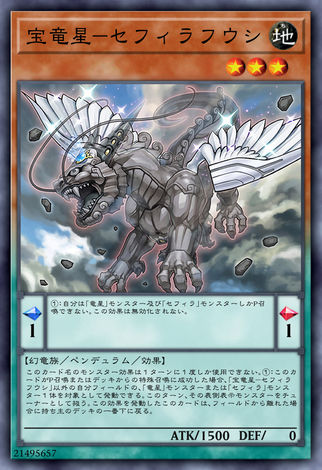 宝竜星－セフィラフウシ
地
①:自分は「竜星」モンスター及び「セフィラ」モンスターしかP召
喚できない。この効果は無効化されない。
1
1
【幻竜族／ペンデュラム／効果】
このカード名のモンスター効果は1ターンに1度しか使用できない。①:このカー
ドがP召喚またはデッキからの特殊召喚に成功した場合、「宝竜星－セフィラ
フウシ」以外の自分フィールドの、「竜星」モンスターまたは「セフィラ」モンスタ
ー1体を対象として発動できる。このターン、その表側表示モンスターをチュ
ーナーとして扱う。この効果を発動したこのカードは、フィールドから離れた場
合に持ち主のデッキの一番下に戻る。
ATK/1500 DEF/ 0
21495657